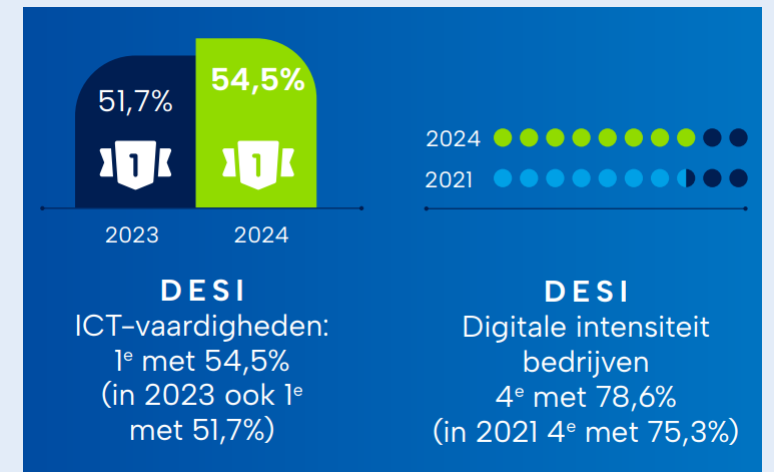 51,7%
54,5%
1
1
2023
2024
DESI
ICT-vaardigheden:
1e met 54,5%
(in 2023 ook 1e
met 51,7%)
2024
2021
DESI
Digitale intensiteit
bedrijven
4e met 78,6%
(in 2021 4e met 75,3%)